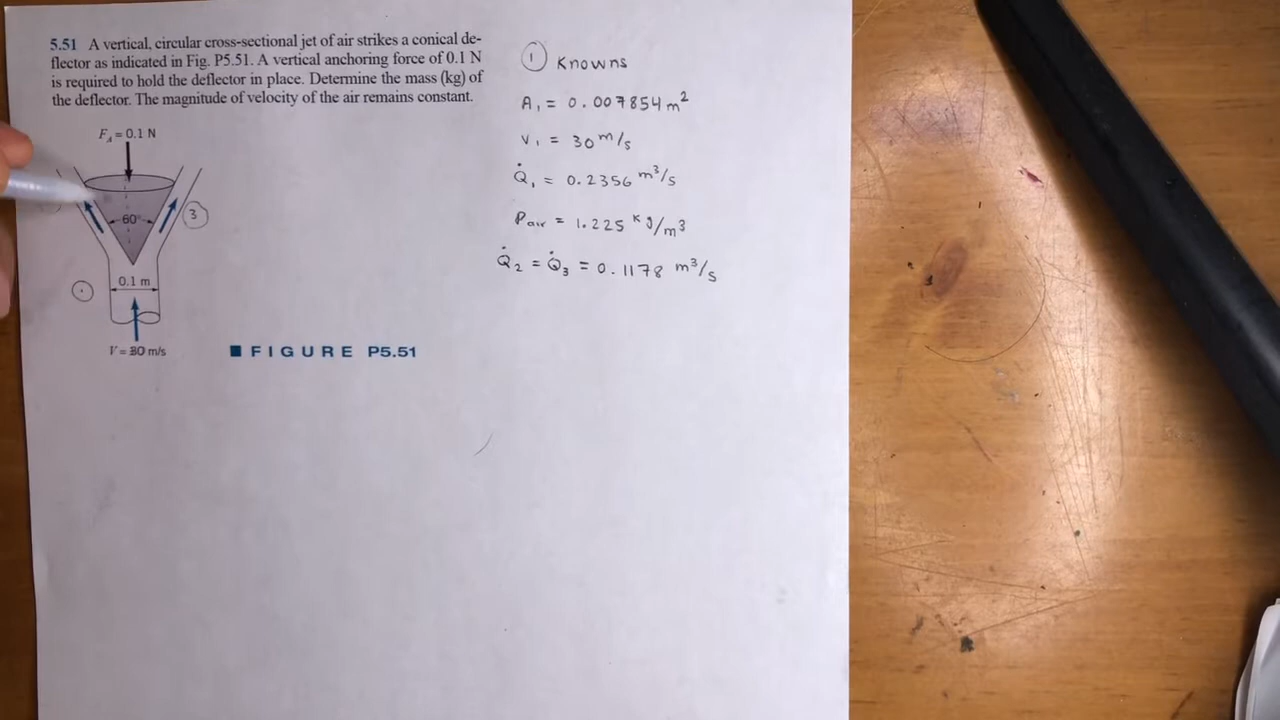 5.51 A vertical, circular cross-sectional jet of air strikes a conical de-
flector as indicated in Fig. P5.51. A vertical anchoring force of 0.1 N
is required to hold the deflector in place. Determine the mass (kg) of
the deflector. The magnitude of velocity of the air remains constant.
F_A = 0.1 N
60°
3
0.1 m
V = 30 m/s
FIGURE P5.51
1 Knowns
A₁ = 0.007854 m²
V₁ = 30 m/s
Q̇₁ = 0.2356 m³/s
ρair = 1.225 kg/m³
Q̇₂ = Q̇₃ = 0.1178 m³/s